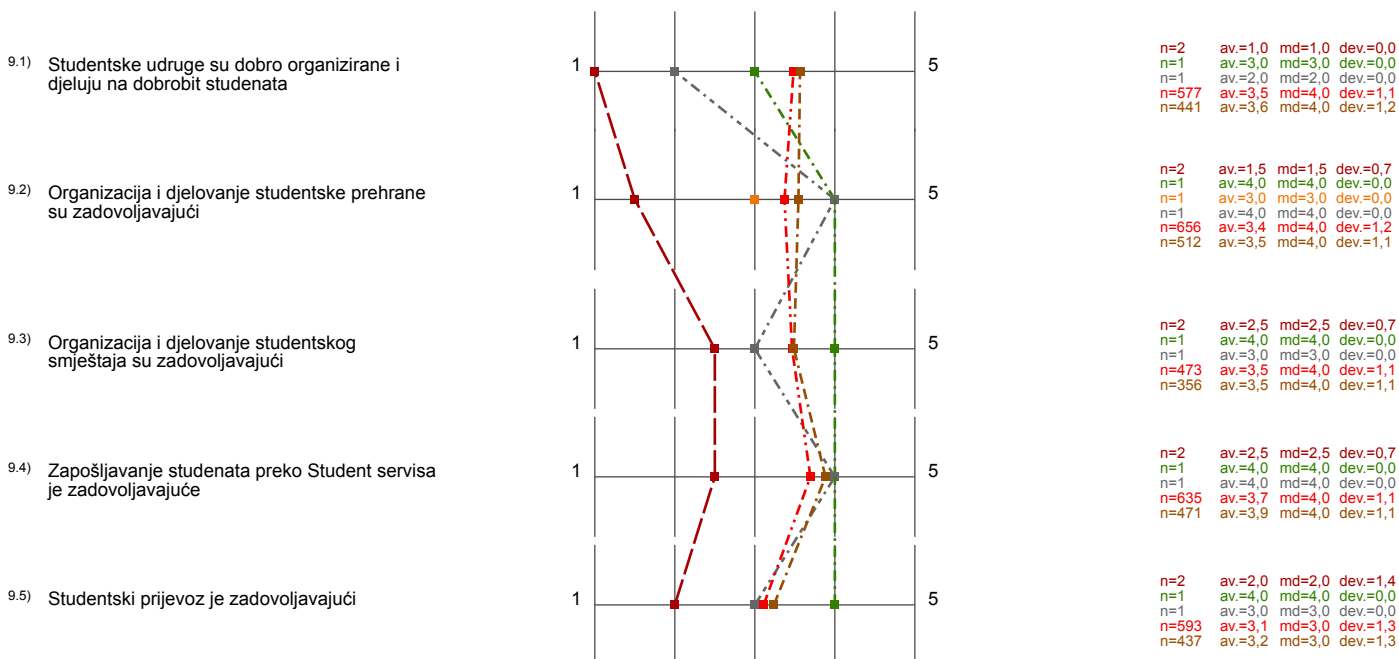 9.1) Studentske udruge su dobro organizirane i
djeluju na dobrobit studenata
1
5
n=2 av.=1,0 md=1,0 dev.=0,0
n=1 av.=3,0 md=3,0 dev.=0,0
n=1 av.=2,0 md=2,0 dev.=0,0
n=577 av.=3,5 md=4,0 dev.=1,1
n=441 av.=3,6 md=4,0 dev.=1,2
9.2) Organizacija i djelovanje studentske prehrane
su zadovoljavajući
1
5
n=2 av.=1,5 md=1,5 dev.=0,7
n=1 av.=4,0 md=4,0 dev.=0,0
n=1 av.=3,0 md=3,0 dev.=0,0
n=1 av.=4,0 md=4,0 dev.=0,0
n=656 av.=3,4 md=4,0 dev.=1,2
n=512 av.=3,5 md=4,0 dev.=1,1
9.3) Organizacija i djelovanje studentskog
smještaja su zadovoljavajući
1
5
n=2 av.=2,5 md=2,5 dev.=0,7
n=1 av.=4,0 md=4,0 dev.=0,0
n=1 av.=3,0 md=3,0 dev.=0,0
n=473 av.=3,5 md=4,0 dev.=1,1
n=356 av.=3,5 md=4,0 dev.=1,1
9.4) Zapošljavanje studenata preko Student servisa
je zadovoljavajuće
1
5
n=2 av.=2,5 md=2,5 dev.=0,7
n=1 av.=4,0 md=4,0 dev.=0,0
n=1 av.=4,0 md=4,0 dev.=0,0
n=635 av.=3,7 md=4,0 dev.=1,1
n=471 av.=3,9 md=4,0 dev.=1,1
9.5) Studentski prijevoz je zadovoljavajući
1
5
n=2 av.=2,0 md=2,0 dev.=1,4
n=1 av.=4,0 md=4,0 dev.=0,0
n=1 av.=3,0 md=3,0 dev.=0,0
n=593 av.=3,1 md=3,0 dev.=1,3
n=437 av.=3,2 md=3,0 dev.=1,3